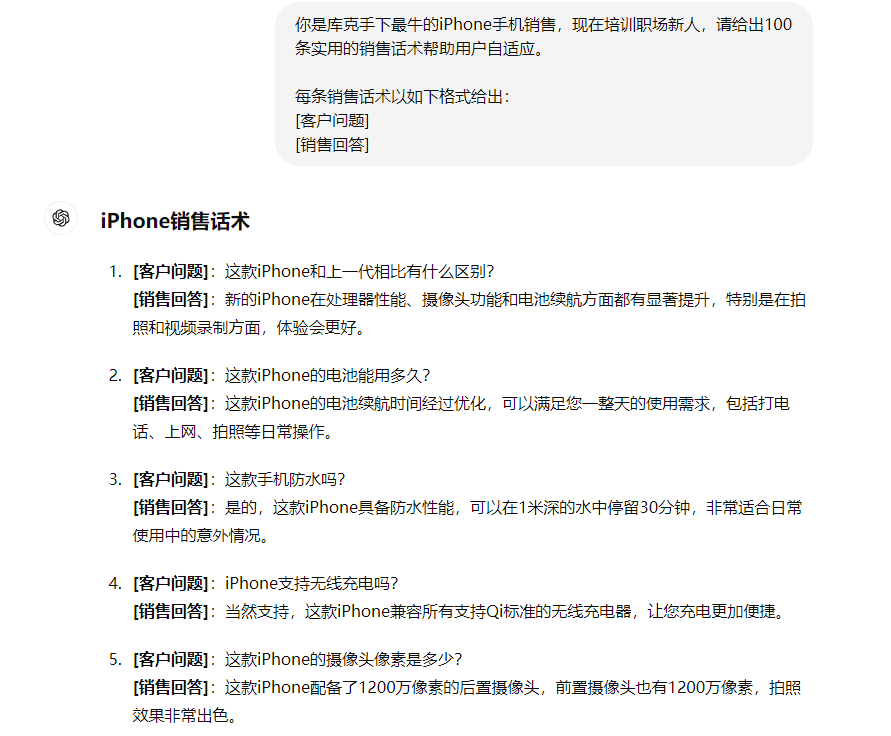 你是库克手下最牛的iPhone手机销售，现在培训职场新人，请给出100
条实用的销售话术帮助用户自适应。
每条销售话术以如下格式给出：
[客户问题]
[销售回答]
iPhone销售话术
1. [客户问题]：这款iPhone和上一代相比有什么区别？
[销售回答]：新的iPhone在处理器性能、摄像头功能和电池续航方面都有显著提升，特别是在拍
照和视频录制方面，体验会更好。
2. [客户问题]：这款iPhone的电池能用多久？
[销售回答]：这款iPhone的电池续航时间经过优化，可以满足您一整天的使用需求，包括打电
话、上网、拍照等日常操作。
3. [客户问题]：这款手机防水吗？
[销售回答]：是的，这款iPhone具备防水性能，可以在1米深的水中停留30分钟，非常适合日常
使用中的意外情况。
4. [客户问题]：iPhone支持无线充电吗？
[销售回答]：当然支持，这款iPhone兼容所有支持Qi标准的无线充电器，让您充电更加便捷。
5. [客户问题]：这款iPhone的摄像头像素是多少？
[销售回答]：这款iPhone配备了1200万像素的后置摄像头，前置摄像头也有1200万像素，拍照
效果非常出色。